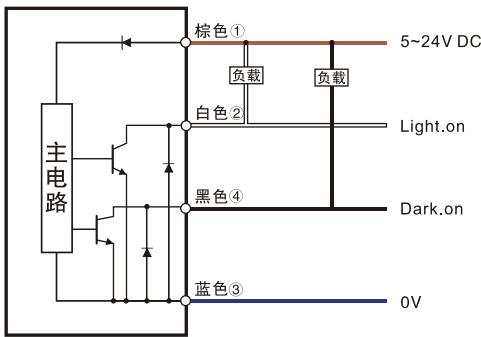 棕色① 5~24V DC
负载 负载
白色② Light.on
主电路
黑色④ Dark.on
蓝色③ 0V